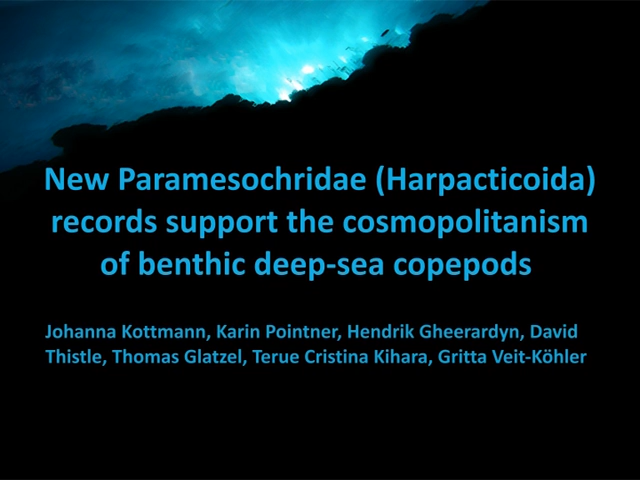 New Paramesochridae (Harpacticoida)
records support the cosmopolitanism
of benthic deep-sea copepods
Johanna Kottmann, Karin Pointner, Hendrik Gheerardyn, David
Thistle, Thomas Glatzel, Terue Cristina Kihara, Gritta Veit-Köhler